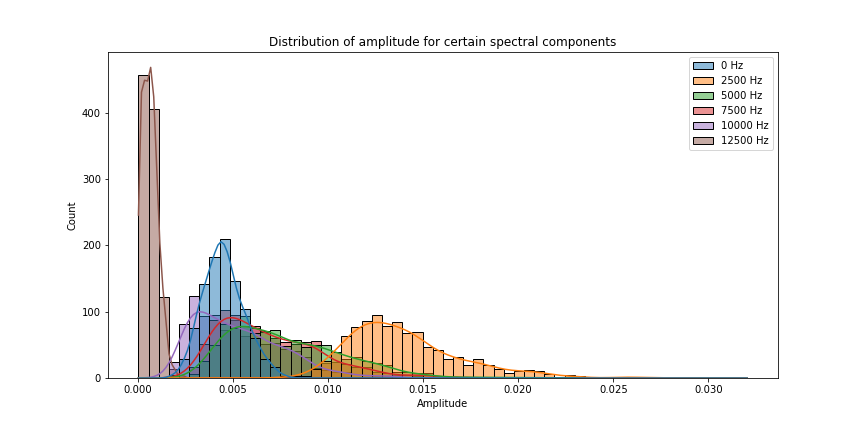 Distribution of amplitude for certain spectral components
0 Hz
2500 Hz
5000 Hz
7500 Hz
10000 Hz
12500 Hz
400
300
200
100
0
Count
0.000 0.005 0.010 0.015 0.020 0.025 0.030
Amplitude